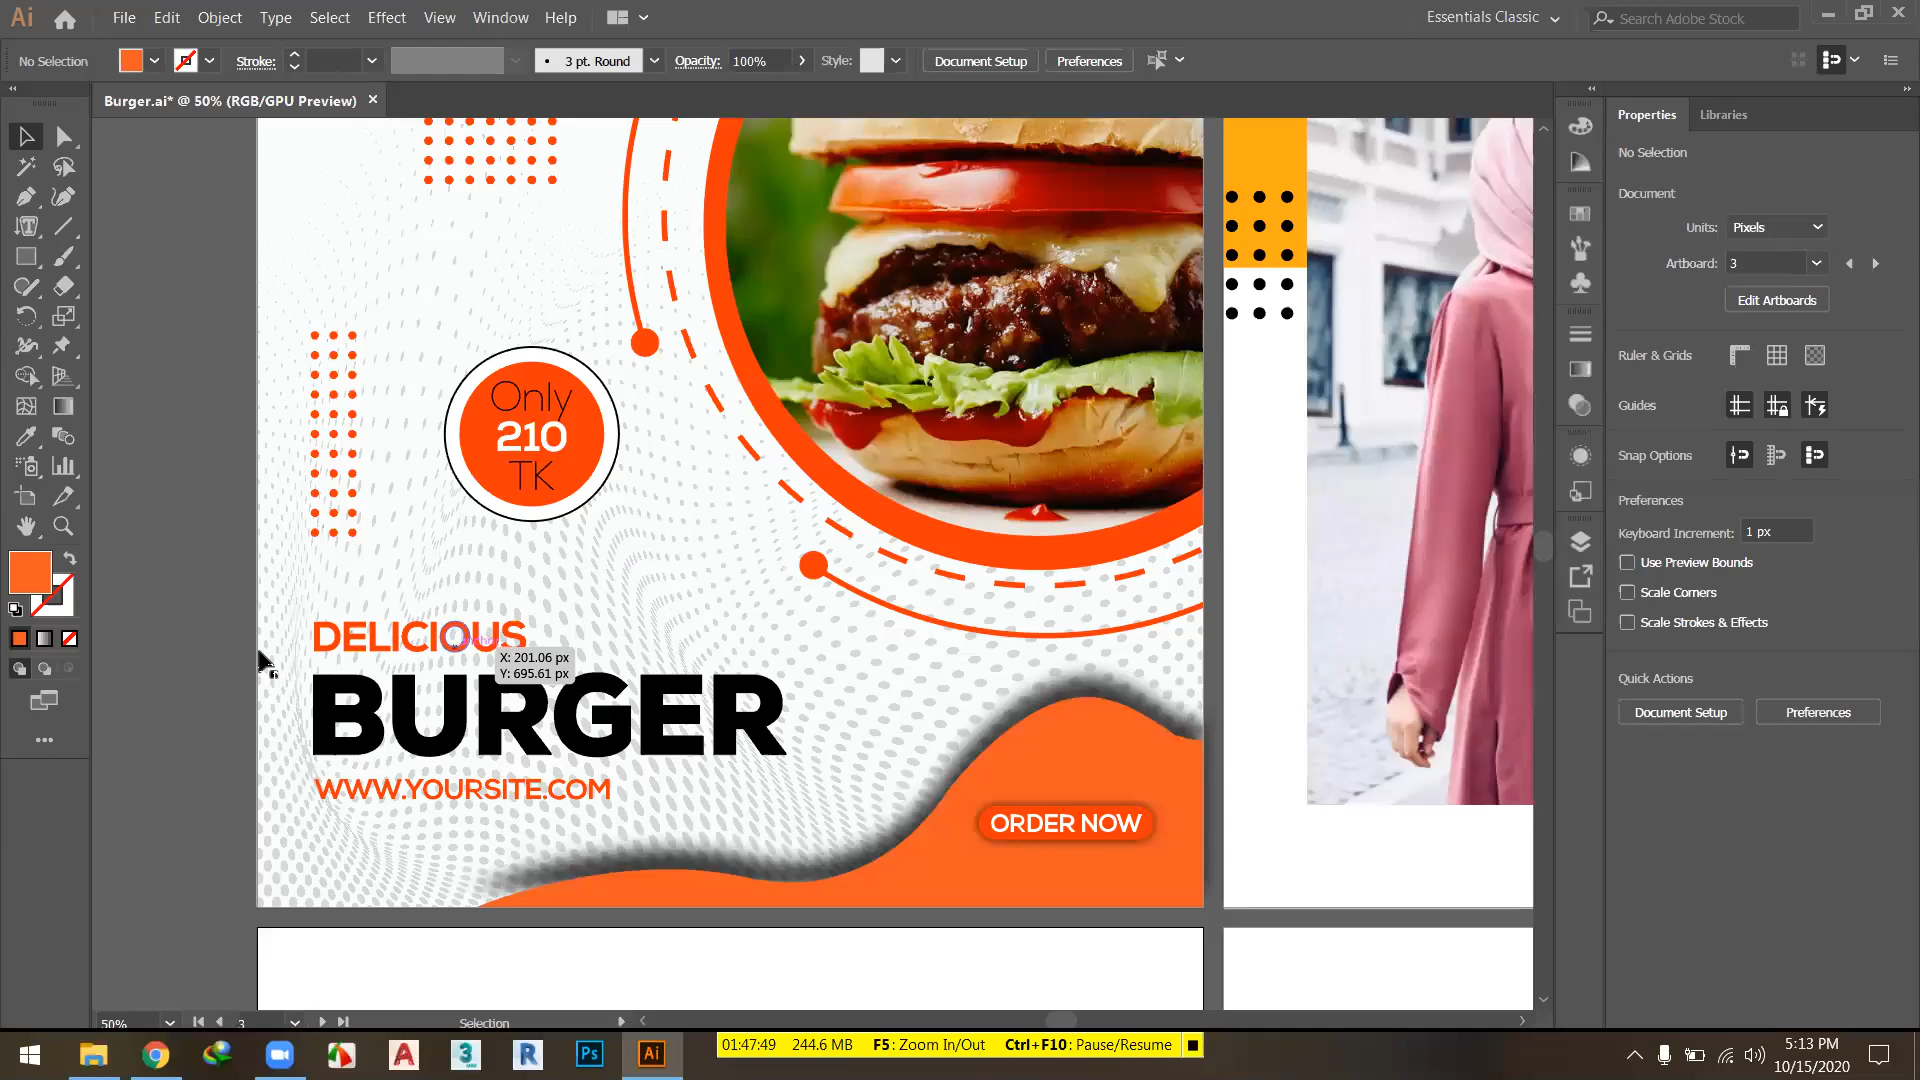 Ai
File Edit Object Type Select Effect View Window Help
Essentials Classic
Search Adobe Stock
No Selection
Stroke:
3 pt. Round
Opacity: 100%
Style:
Document Setup
Preferences
Burger.ai* @ 50% (RGB/GPU Preview)
Properties
Libraries
No Selection
Document
Units: Pixels
Artboard: 3
Edit Artboards
Ruler & Grids
Guides
Snap Options
Preferences
Keyboard Increment: 1 px
Use Preview Bounds
Scale Corners
Scale Strokes & Effects
Quick Actions
Document Setup
Preferences
Only
210
TK
DELICIOUS
X: 201.06 px
Y: 695.61 px
BURGER
WWW.YOURSITE.COM
ORDER NOW
50%
3
Selection
A
3
R
Ps
Ai
01:47:49 244.6 MB F5: Zoom In/Out Ctrl+F10: Pause/Resume
5:13 PM
10/15/2020